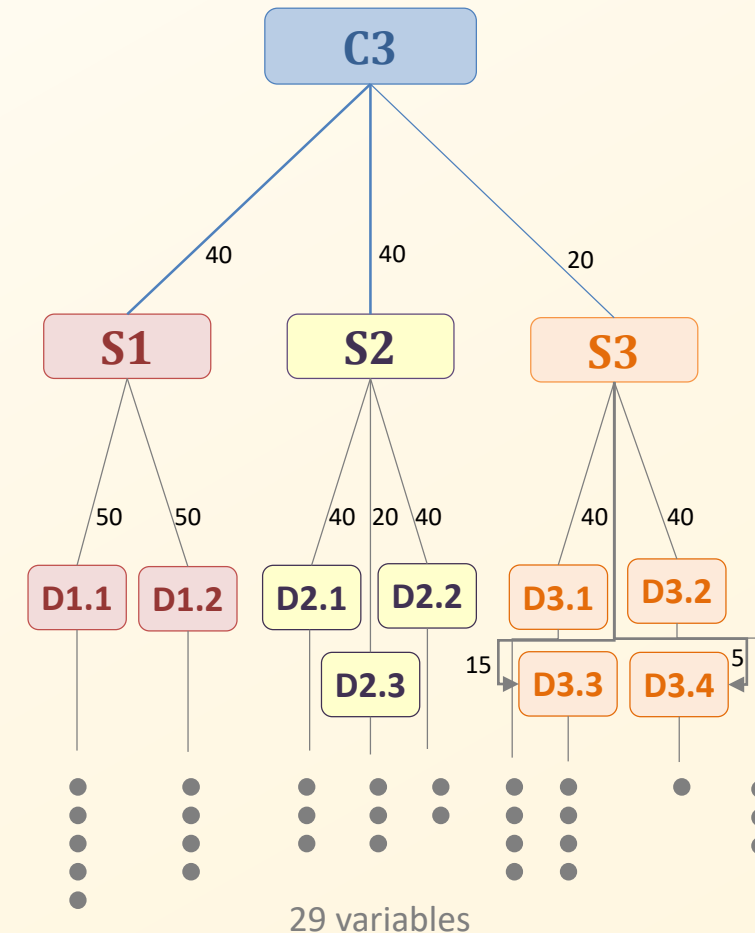 C3
40 40 20
S1 S2 S3
50 50 40 20 40 40 40
D1.1 D1.2 D2.1 D2.2 D3.1 D3.2
15 5
D2.3 D3.3 D3.4
29 variables